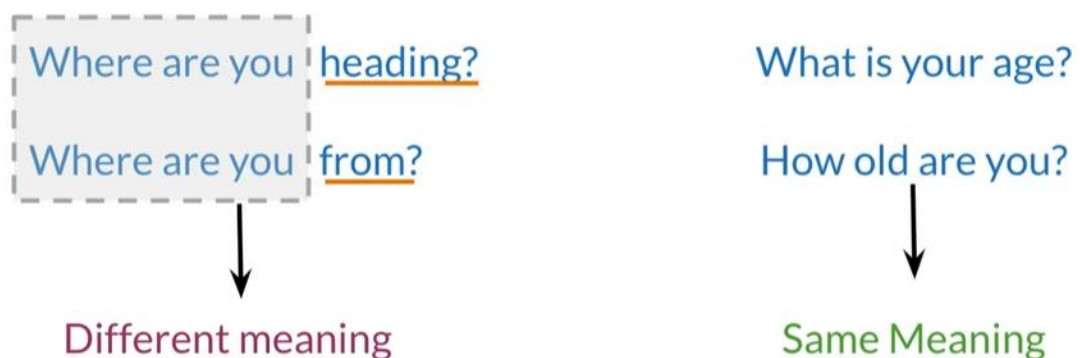 Where are you heading?
Where are you from?
Different meaning
What is your age?
How old are you?
Same Meaning